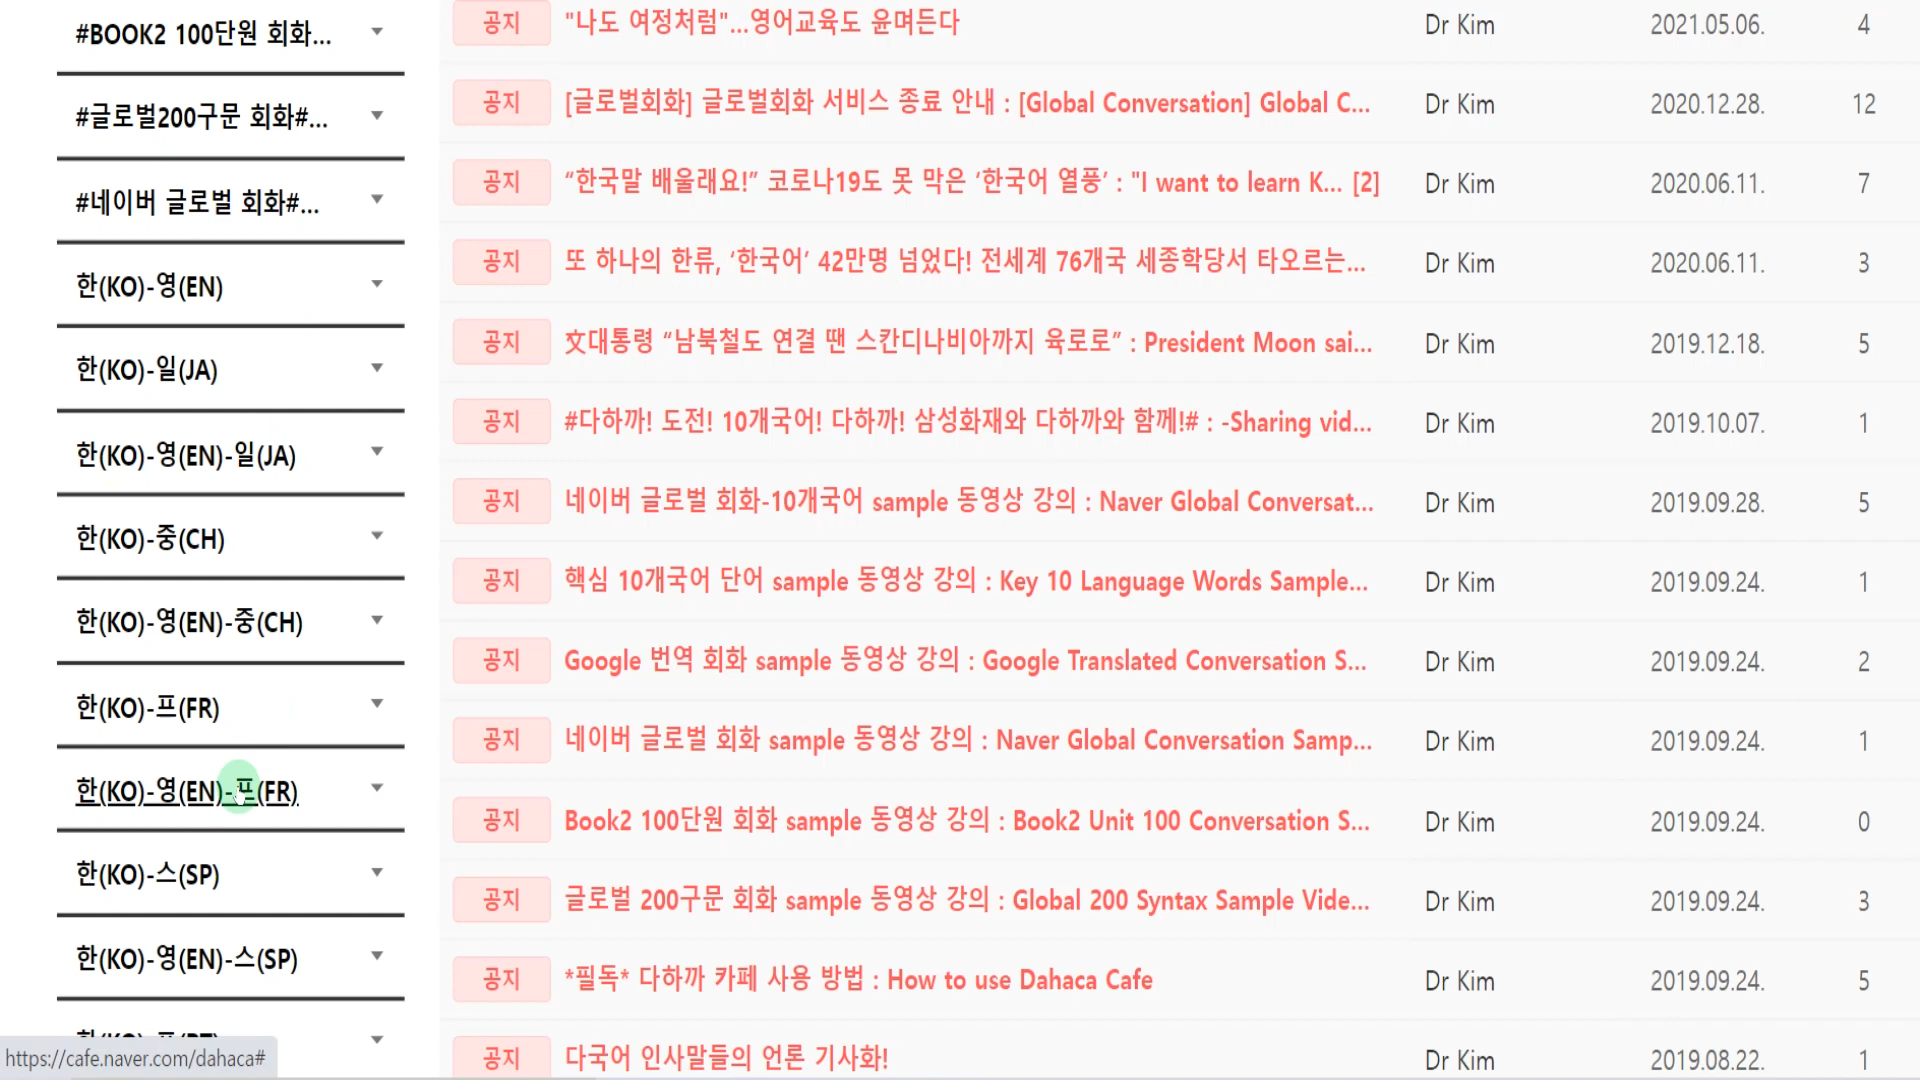 #BOOK2 100단원 회화...
#글로벌200구문 회화#...
#네이버 글로벌 회화#...
한(KO)-영(EN)
한(KO)-일(JA)
한(KO)-영(EN)-일(JA)
한(KO)-중(CH)
한(KO)-영(EN)-중(CH)
한(KO)-프(FR)
한(KO)-영(EN)-프(FR)
한(KO)-스(SP)
한(KO)-영(EN)-스(SP)
https://cafe.naver.com/dahaca#
공지 "나도 여정처럼"...영어교육도 윤며든다 Dr Kim 2021.05.06. 4
공지 [글로벌회화] 글로벌회화 서비스 종료 안내 : [Global Conversation] Global C... Dr Kim 2020.12.28. 12
공지 “한국말 배울래요!” 코로나19도 못 막은 ‘한국어 열풍’ : "I want to learn K... [2] Dr Kim 2020.06.11. 7
공지 또 하나의 한류, ‘한국어’ 42만명 넘었다! 전세계 76개국 세종학당서 타오르는... Dr Kim 2020.06.11. 3
공지 文대통령 “남북철도 연결 땐 스칸디나비아까지 육로로” : President Moon sai... Dr Kim 2019.12.18. 5
공지 #다하까! 도전! 10개국어! 다하까! 삼성화재와 다하까와 함께!# : -Sharing vid... Dr Kim 2019.10.07. 1
공지 네이버 글로벌 회화-10개국어 sample 동영상 강의 : Naver Global Conversat... Dr Kim 2019.09.28. 5
공지 핵심 10개국어 단어 sample 동영상 강의 : Key 10 Language Words Sample... Dr Kim 2019.09.24. 1
공지 Google 번역 회화 sample 동영상 강의 : Google Translated Conversation S... Dr Kim 2019.09.24. 2
공지 네이버 글로벌 회화 sample 동영상 강의 : Naver Global Conversation Samp... Dr Kim 2019.09.24. 1
공지 Book2 100단원 회화 sample 동영상 강의 : Book2 Unit 100 Conversation S... Dr Kim 2019.09.24. 0
공지 글로벌 200구문 회화 sample 동영상 강의 : Global 200 Syntax Sample Vide... Dr Kim 2019.09.24. 3
공지 *필독* 다하까 카페 사용 방법 : How to use Dahaca Cafe Dr Kim 2019.09.24. 5
공지 다국어 인사말들의 언론 기사화! Dr Kim 2019.08.22. 1